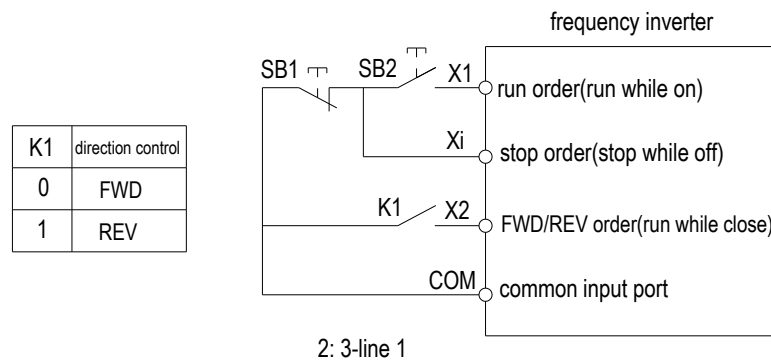 frequency inverter
SB1
SB2
X1
run order(run while on)
Xi
stop order(stop while off)
K1 direction control
0 FWD
1 REV
K1
X2
FWD/REV order(run while close)
COM
common input port
2: 3-line 1